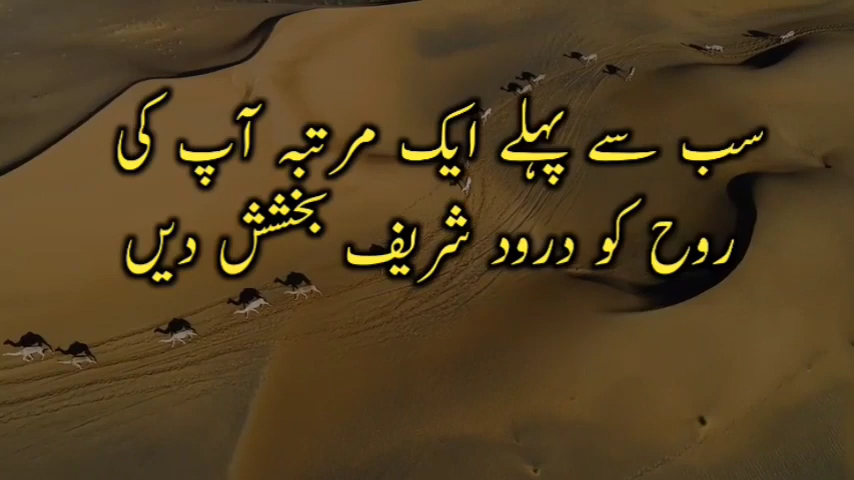 سب سے پہلے ایک مرتبہ آپ کی
روح کو درود شریف بخشش دیں